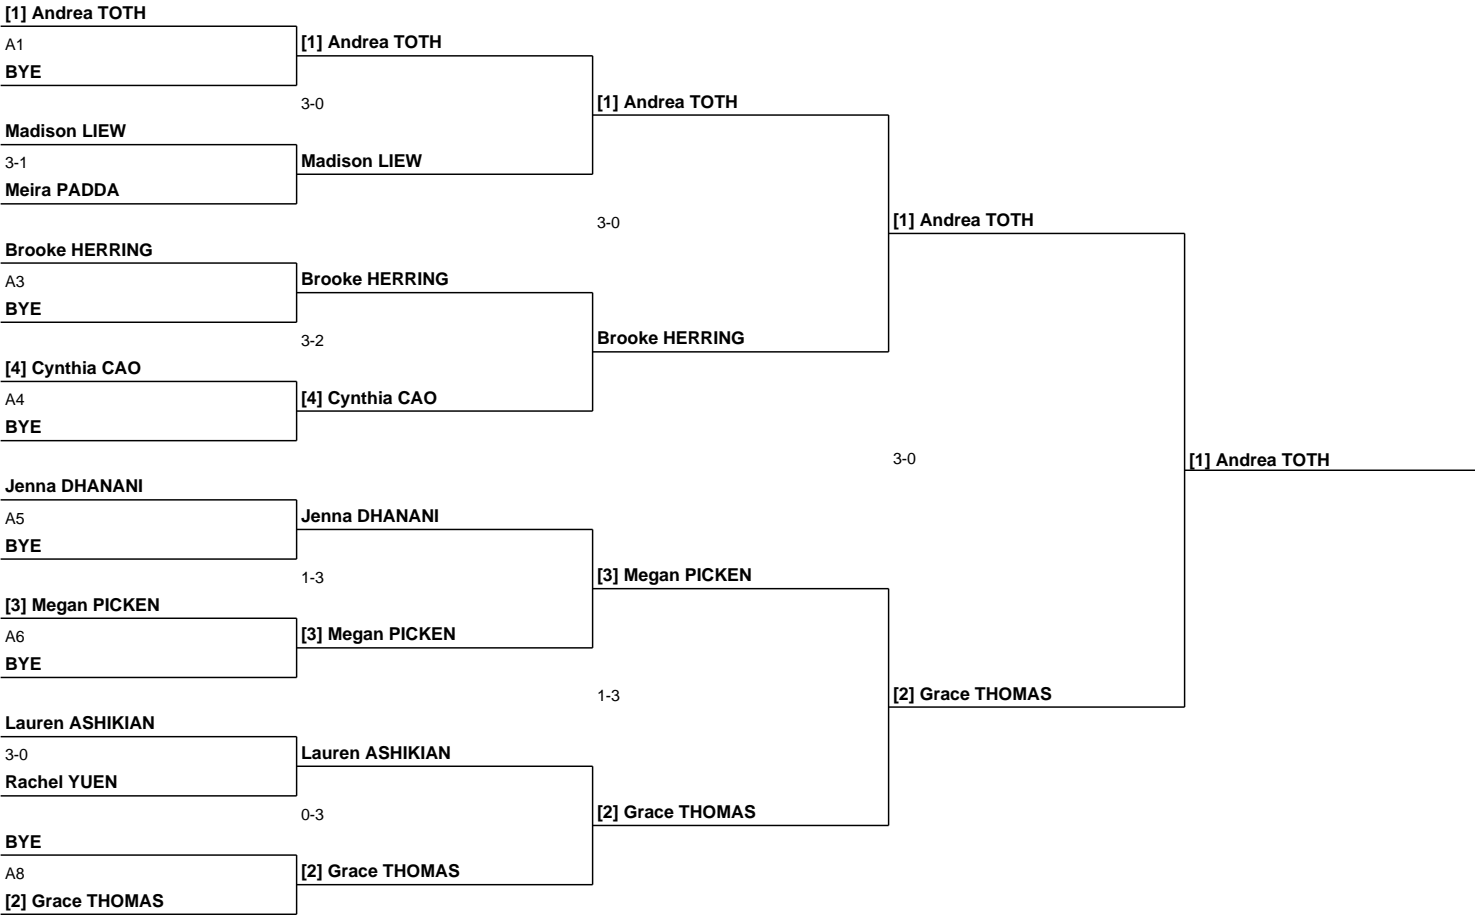 [1] Andrea TOTH
A1
BYE
Madison LIEW
3-1
Meira PADDA
Brooke HERRING
A3
BYE
[4] Cynthia CAO
A4
BYE
Jenna DHANANI
A5
BYE
[3] Megan PICKEN
A6
BYE
Lauren ASHIKIAN
3-0
Rachel YUEN
BYE
A8
[2] Grace THOMAS
[1] Andrea TOTH
3-0
Madison LIEW
Brooke HERRING
3-2
[4] Cynthia CAO
Jenna DHANANI
1-3
[3] Megan PICKEN
Lauren ASHIKIAN
0-3
[2] Grace THOMAS
[1] Andrea TOTH
3-0
Brooke HERRING
[3] Megan PICKEN
1-3
[2] Grace THOMAS
[1] Andrea TOTH
3-0
[2] Grace THOMAS
[1] Andrea TOTH